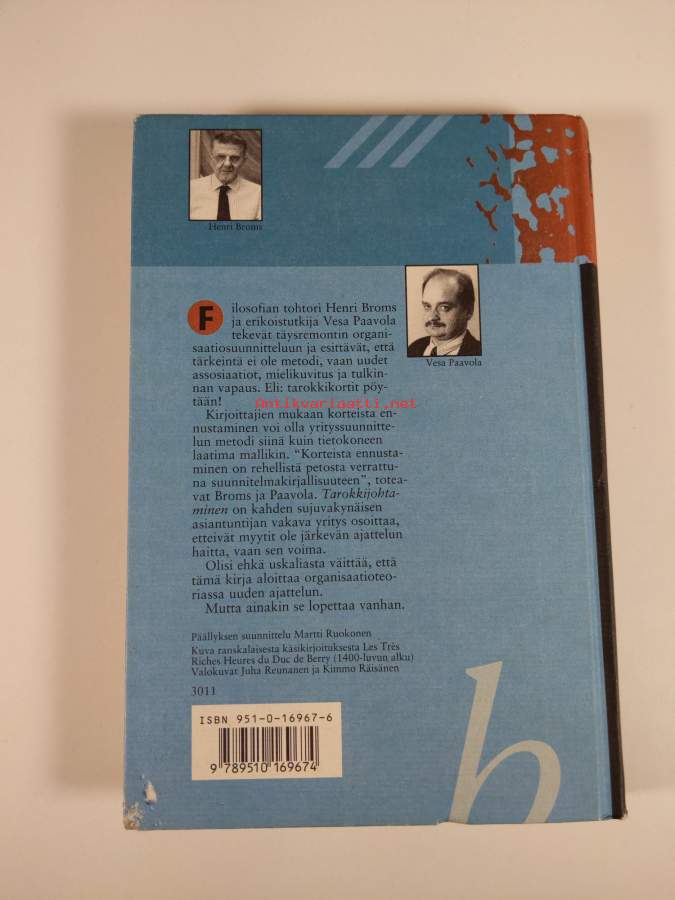 Henri Broms
Vesa Paavola
Filosofian tohtori Henri Broms
ja erikoistutkija Vesa Paavola
tekevät täysremontin organi-
saatiosuunnitteluun ja esittävät, että
tärkeintä ei ole metodi, vaan uudet
assosiaatiot, mielikuvitus ja tulkin-
nan vapaus. Eli: tarokkikortit pöy-
tään!
Antikvariaatti.net
Kirjoittajien mukaan korteista en-
nustaminen voi olla yrityssuunnitte-
lun metodi siinä kuin tietokoneen
laatima mallikin. “Korteista ennusta-
minen on rehellistä petosta verrattu-
na suunnitelmakirjallisuuteen”, totea-
vat Broms ja Paavola. Tarokkijohta-
minen on kahden sujuvakynäisen
asiantuntijan vakava yritys osoittaa,
etteivät myytit ole järkevän ajattelun
haitta, vaan sen voima.
Olisi ehkä uskaliasta väittää, että
tämä kirja aloittaa organisaatioteo-
riassa uuden ajattelun.
Mutta ainakin se lopettaa vanhan.
Päällyksen suunnittelu Martti Ruokonen
Kuva ranskalaisesta käsikirjoituksesta Les Très
Riches Heures du Duc de Berry (1400-luvun alku)
Valokuvat Juha Reunanen ja Kimmo Räisänen
3011
ISBN 951-0-16967-6
9 789510 169674
b